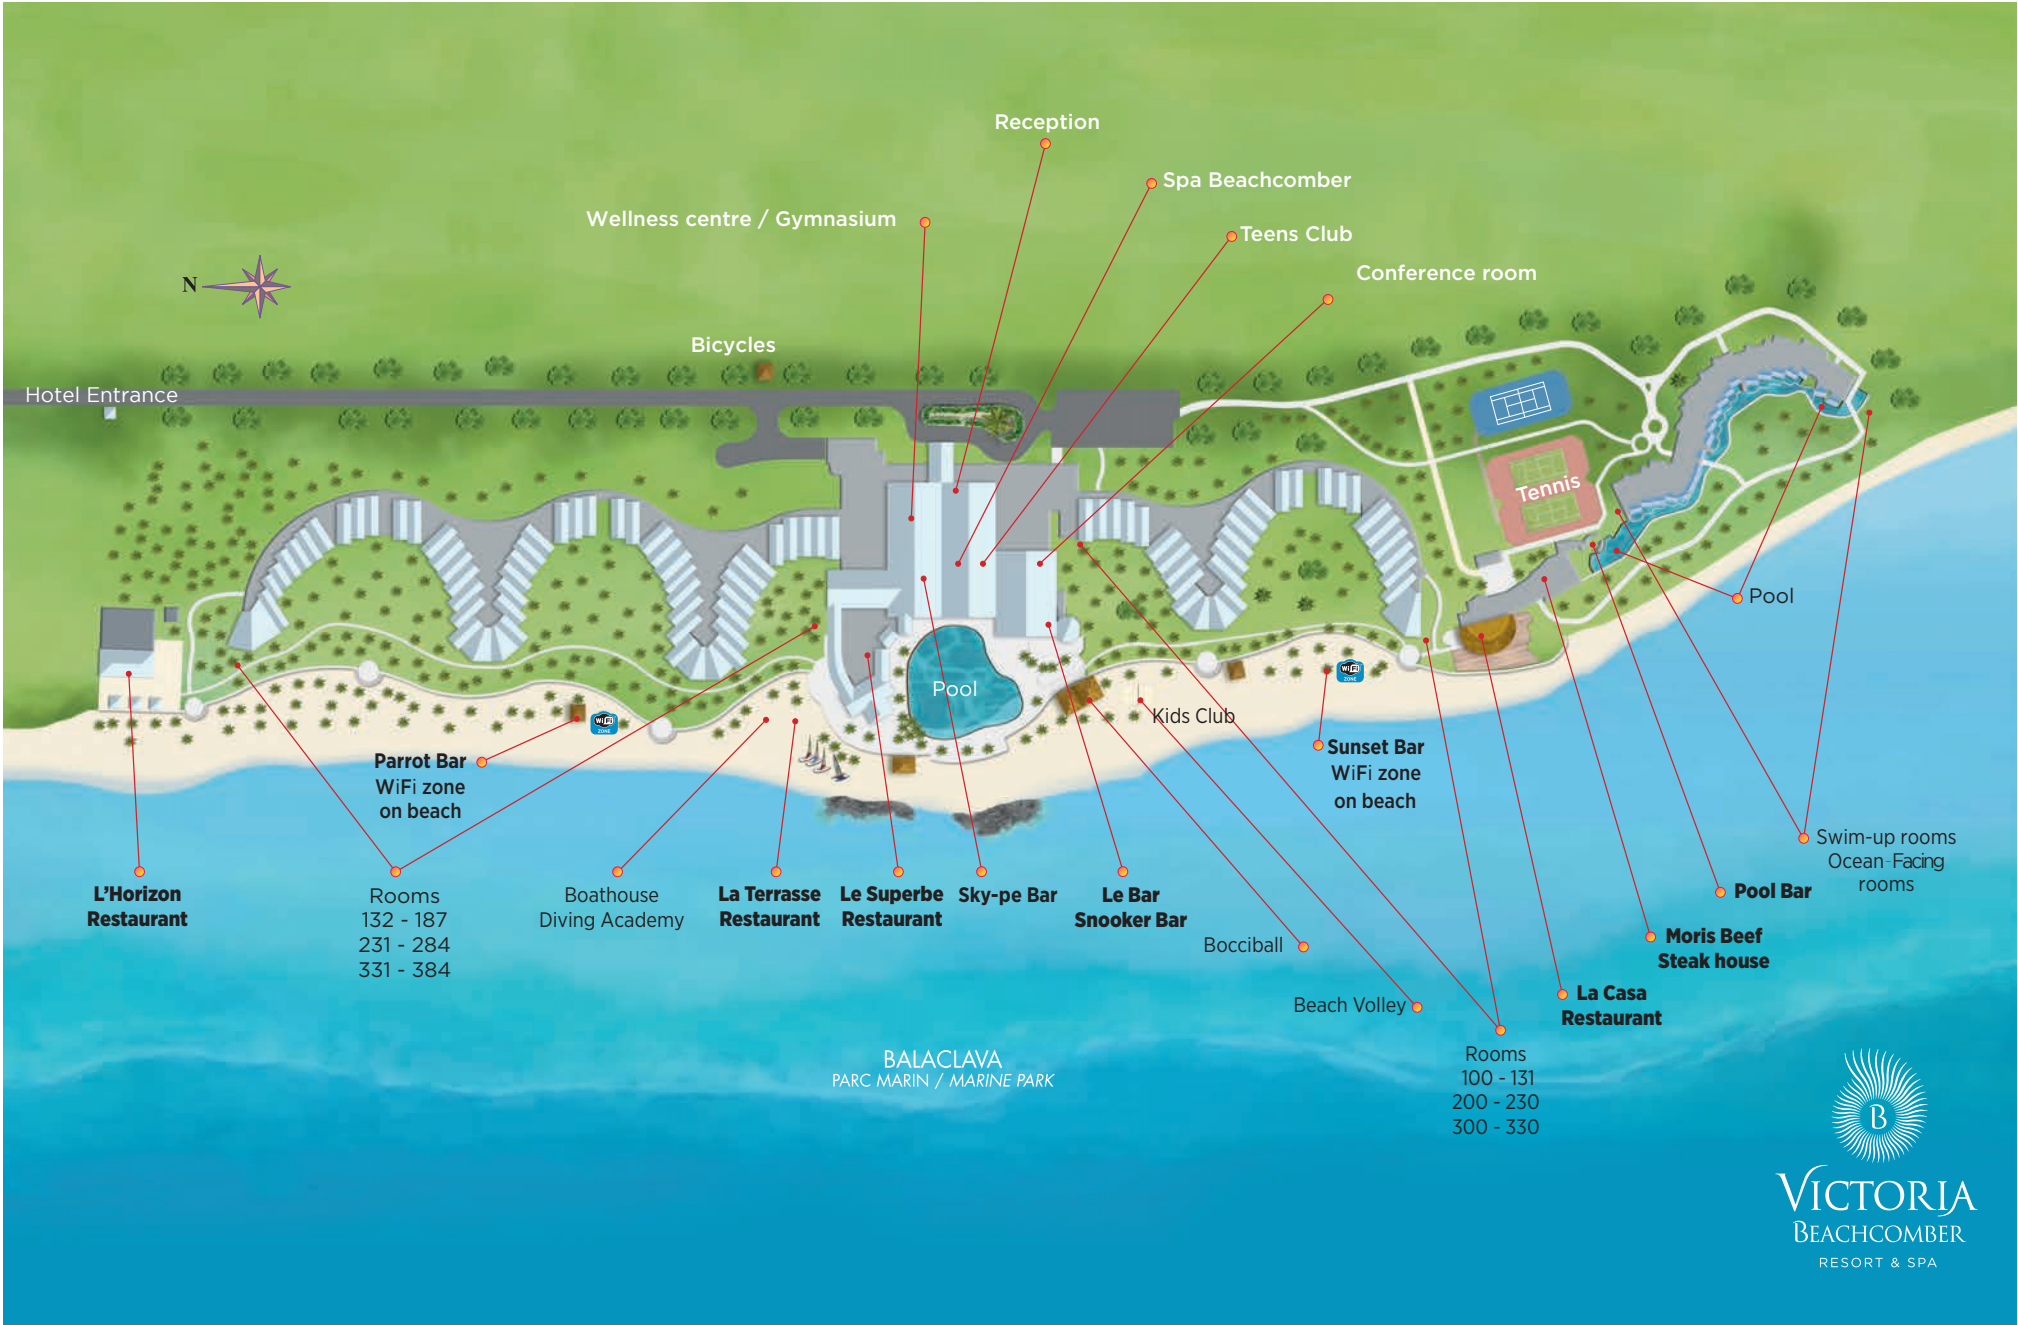 Reception
Spa Beachcomber
Wellness centre / Gymnasium
Teens Club
Conference room
N
Bicycles
Hotel Entrance
Tennis
Pool
Pool
Kids Club
WiFi
ZONE
WiFi
ZONE
Parrot Bar
WiFi zone
on beach
Sunset Bar
WiFi zone
on beach
Swim-up rooms
Ocean-Facing
rooms
L'Horizon
Restaurant
Rooms
132 - 187
231 - 284
331 - 384
Boathouse
Diving Academy
La Terrasse
Restaurant
Le Superbe
Restaurant
Sky-pe Bar
Le Bar
Snooker Bar
Pool Bar
Bocciball
Moris Beef
Steak house
Beach Volley
La Casa
Restaurant
Rooms
100 - 131
200 - 230
300 - 330
BALACLAVA
PARC MARIN / MARINE PARK
B
VICTORIA
BEACHCOMBER
RESORT & SPA